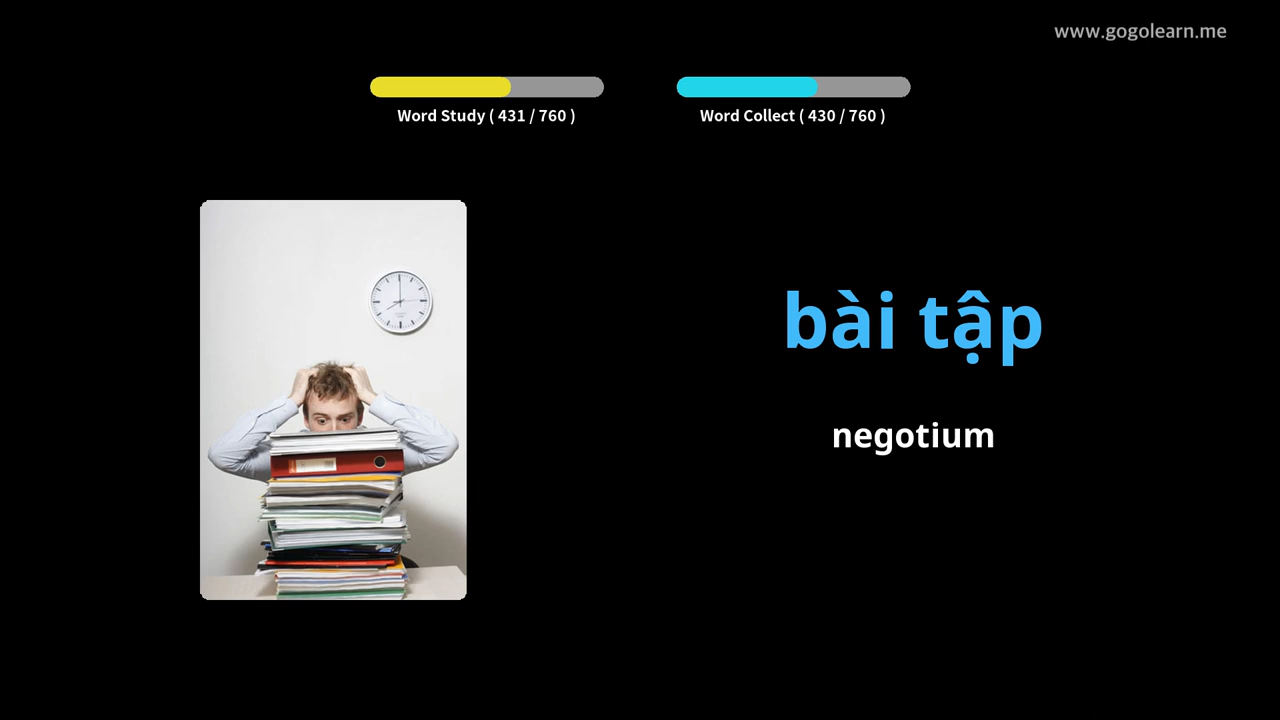 www.gogolearn.me
Word Study ( 431 / 760 )
Word Collect ( 430 / 760 )
bài tập
negotium